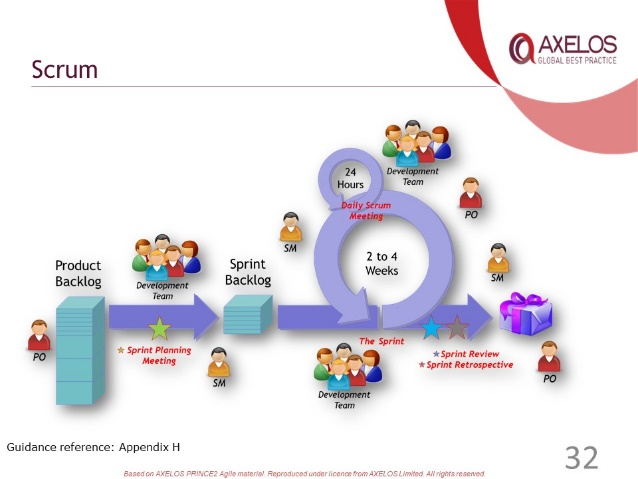 AXELOS
GLOBAL BEST PRACTICE
Scrum
24
Hours
Development
Team
Daily Scrum
Meeting
PO
SM
2 to 4
Weeks
SM
Product
Backlog
Development
Team
Sprint
Backlog
PO
Sprint Planning
Meeting
SM
The Sprint
Sprint Review
Sprint Retrospective
PO
Development
Team
Guidance reference: Appendix H
32
Based on AXELOS PRINCE2 Agile material. Reproduced under licence from AXELOS Limited. All rights reserved.